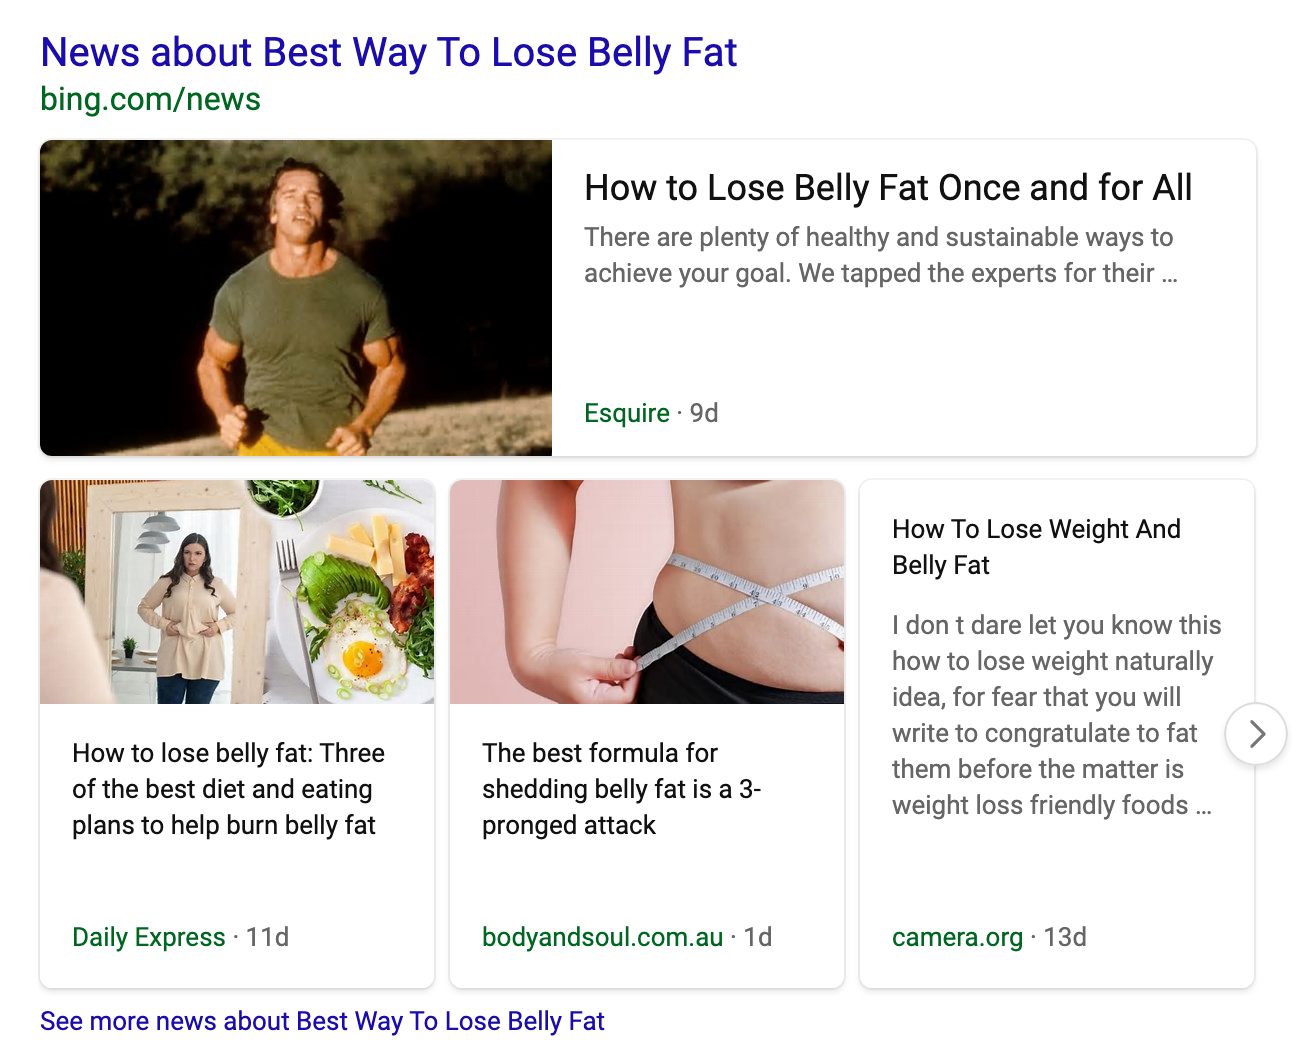 News about Best Way To Lose Belly Fat
bing.com/news
How to Lose Belly Fat Once and for All
There are plenty of healthy and sustainable ways to
achieve your goal. We tapped the experts for their ...
Esquire · 9d
How to lose belly fat: Three
of the best diet and eating
plans to help burn belly fat
Daily Express · 11d
The best formula for
shedding belly fat is a 3-
pronged attack
bodyandsoul.com.au · 1d
How To Lose Weight And
Belly Fat
I don t dare let you know this
how to lose weight naturally
idea, for fear that you will
write to congratulate to fat
them before the matter is
weight loss friendly foods ...
camera.org · 13d
See more news about Best Way To Lose Belly Fat